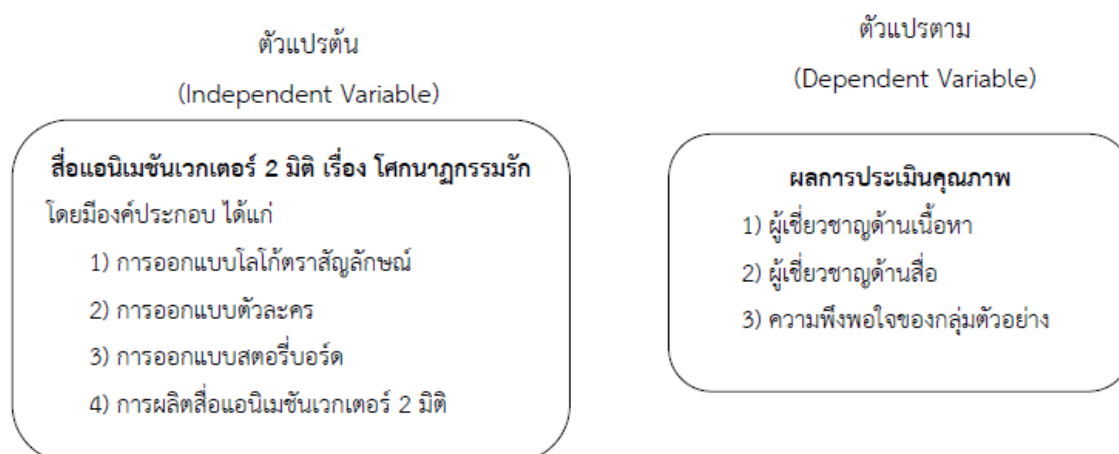 ตัวแปรต้น
(Independent Variable)
สื่อแอนิเมชันเวกเตอร์ 2 มิติ เรื่อง โศกนาฏกรรมรัก
โดยมีองค์ประกอบ ได้แก่
1) การออกแบบโลโก้ตราสัญลักษณ์
2) การออกแบบตัวละคร
3) การออกแบบสตอรี่บอร์ด
4) การผลิตสื่อแอนิเมชันเวกเตอร์ 2 มิติ
ตัวแปรตาม
(Dependent Variable)
ผลการประเมินคุณภาพ
1) ผู้เชี่ยวชาญด้านเนื้อหา
2) ผู้เชี่ยวชาญด้านสื่อ
3) ความพึงพอใจของกลุ่มตัวอย่าง